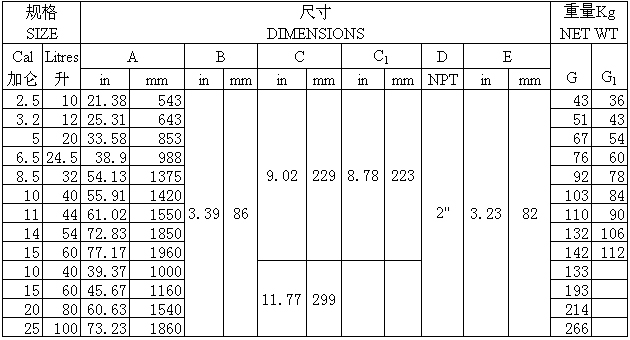 规格 尺寸 重量Kg
SIZE DIMENSIONS NET WT
Cal Litres A B C C₁ D E G G₁
加仑 升 in mm in mm in mm in mm NPT in mm
2.5 10 21.38 543 43 36
3.2 12 25.31 643 51 43
5 20 33.58 853 67 54
6.5 24.5 38.9 988 76 60
8.5 32 54.13 1375 9.02 229 8.78 223 92 78
10 40 55.91 1420 103 84
11 44 61.02 1550 3.39 86 2" 3.23 82 110 90
14 54 72.83 1850 132 106
15 60 77.17 1960 142 112
10 40 39.37 1000 133
15 60 45.67 1160 11.77 299 193
20 80 60.63 1540 214
25 100 73.23 1860 266